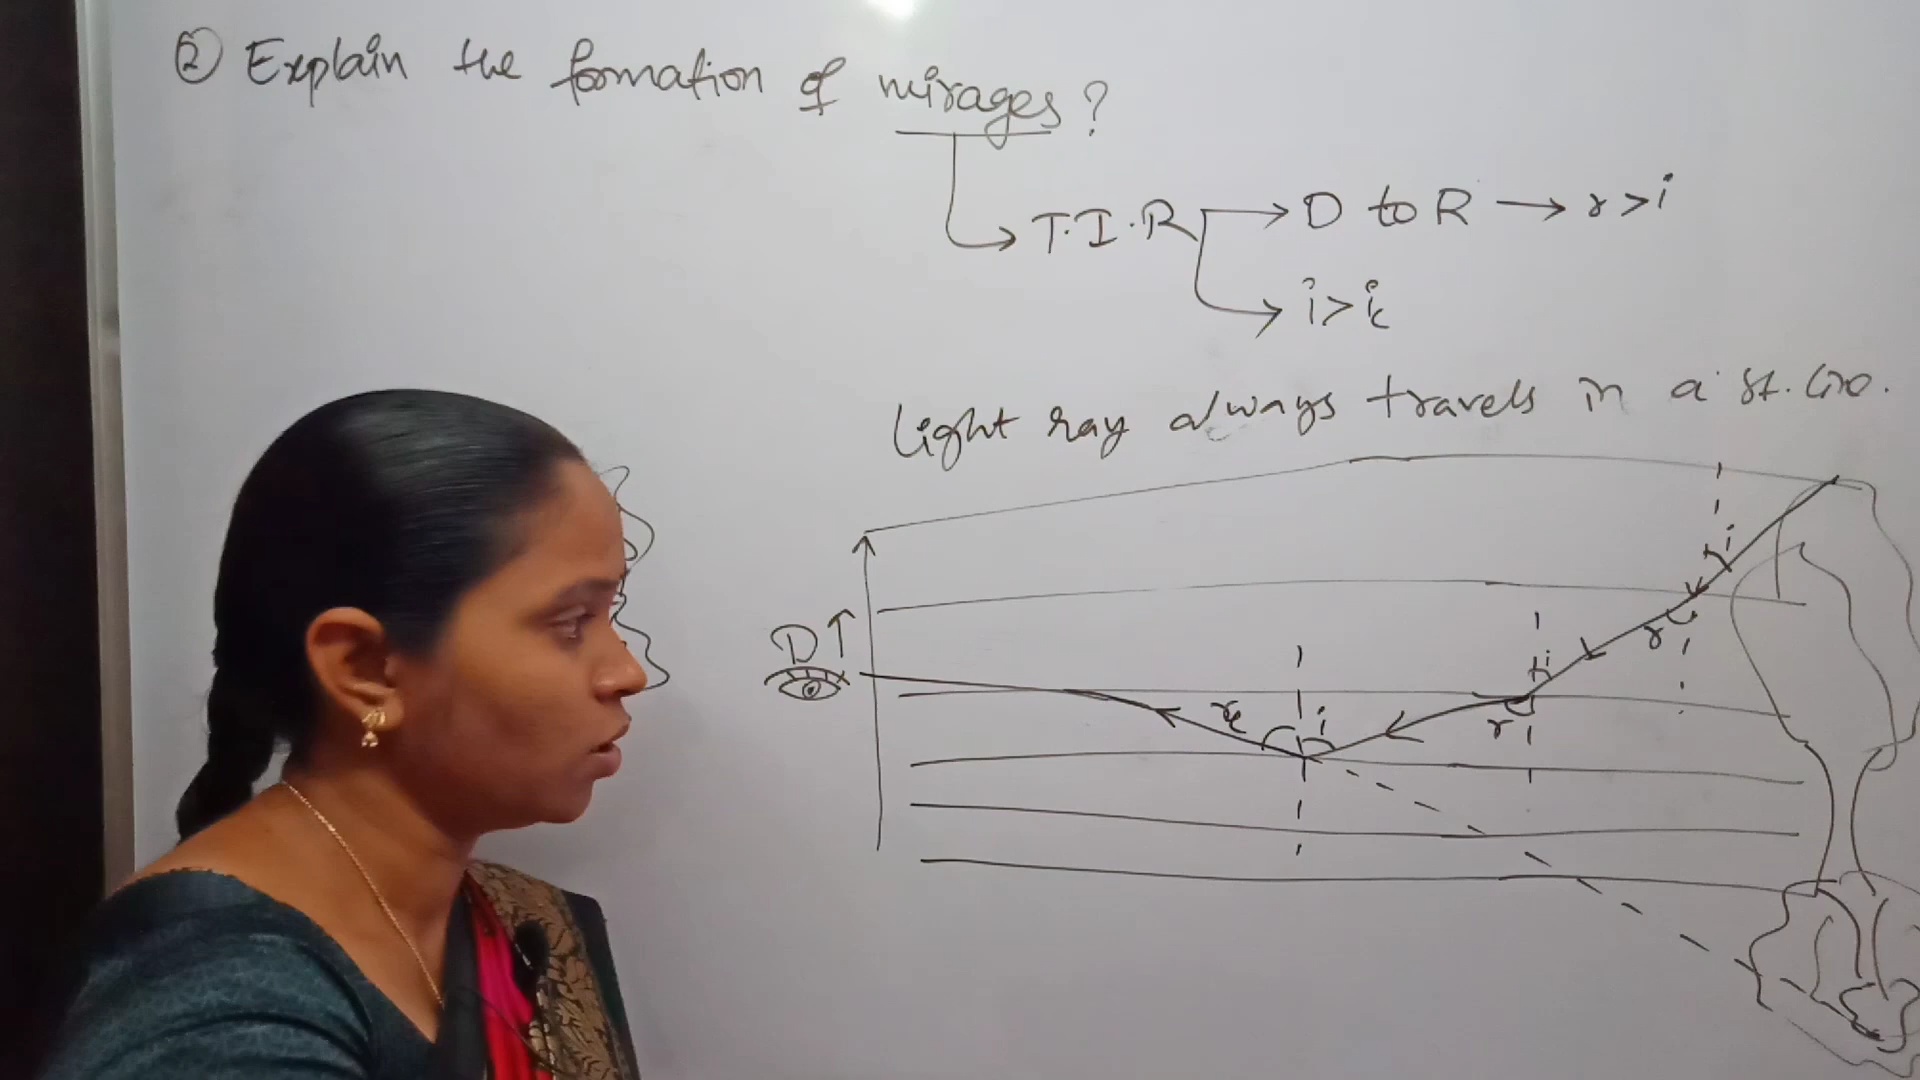 ② Explain the formation of mirages?
T.I.R → D to R → r > i
→ i > ic
light ray always travels in a st. line.
i
D↑
r
i
r i
r